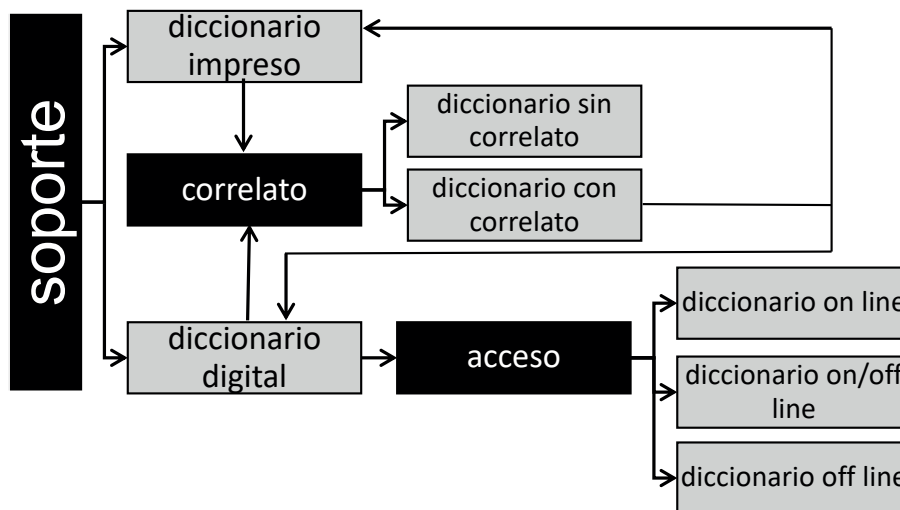 soporte
diccionario
impreso
diccionario sin
correlato
correlato
diccionario con
correlato
diccionario on line
diccionario
digital
acceso
diccionario on/off
line
diccionario off line